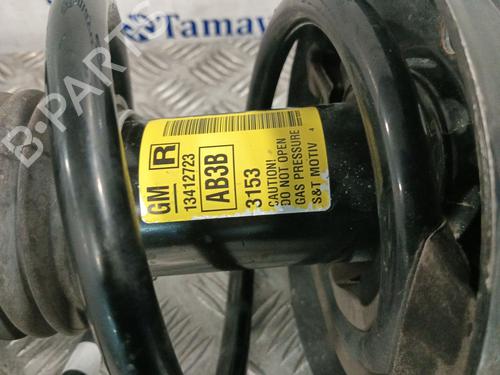 Tamay
B-PARTS
GM R
13412723
AB3B
3153
CAUTION!
DO NOT OPEN
GAS PRESSURE
S&T MOTIV 4